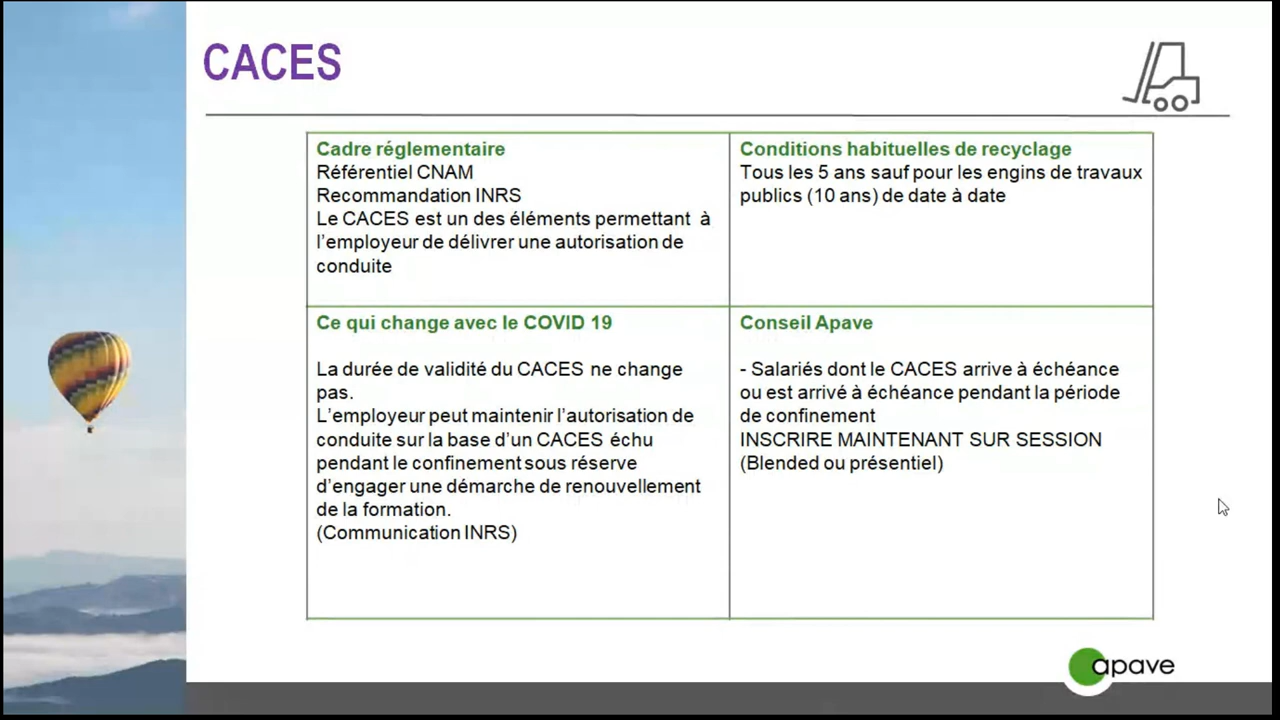 CACES
Cadre réglementaire
Référentiel CNAM
Recommandation INRS
Le CACES est un des éléments permettant à
l'employeur de délivrer une autorisation de
conduite
Conditions habituelles de recyclage
Tous les 5 ans sauf pour les engins de travaux
publics (10 ans) de date à date
Ce qui change avec le COVID 19
La durée de validité du CACES ne change
pas.
L'employeur peut maintenir l'autorisation de
conduite sur la base d'un CACES échu
pendant le confinement sous réserve
d'engager une démarche de renouvellement
de la formation.
(Communication INRS)
Conseil Apave
- Salariés dont le CACES arrive à échéance
ou est arrivé à échéance pendant la période
de confinement
INSCRIRE MAINTENANT SUR SESSION
(Blended ou présentiel)
apave